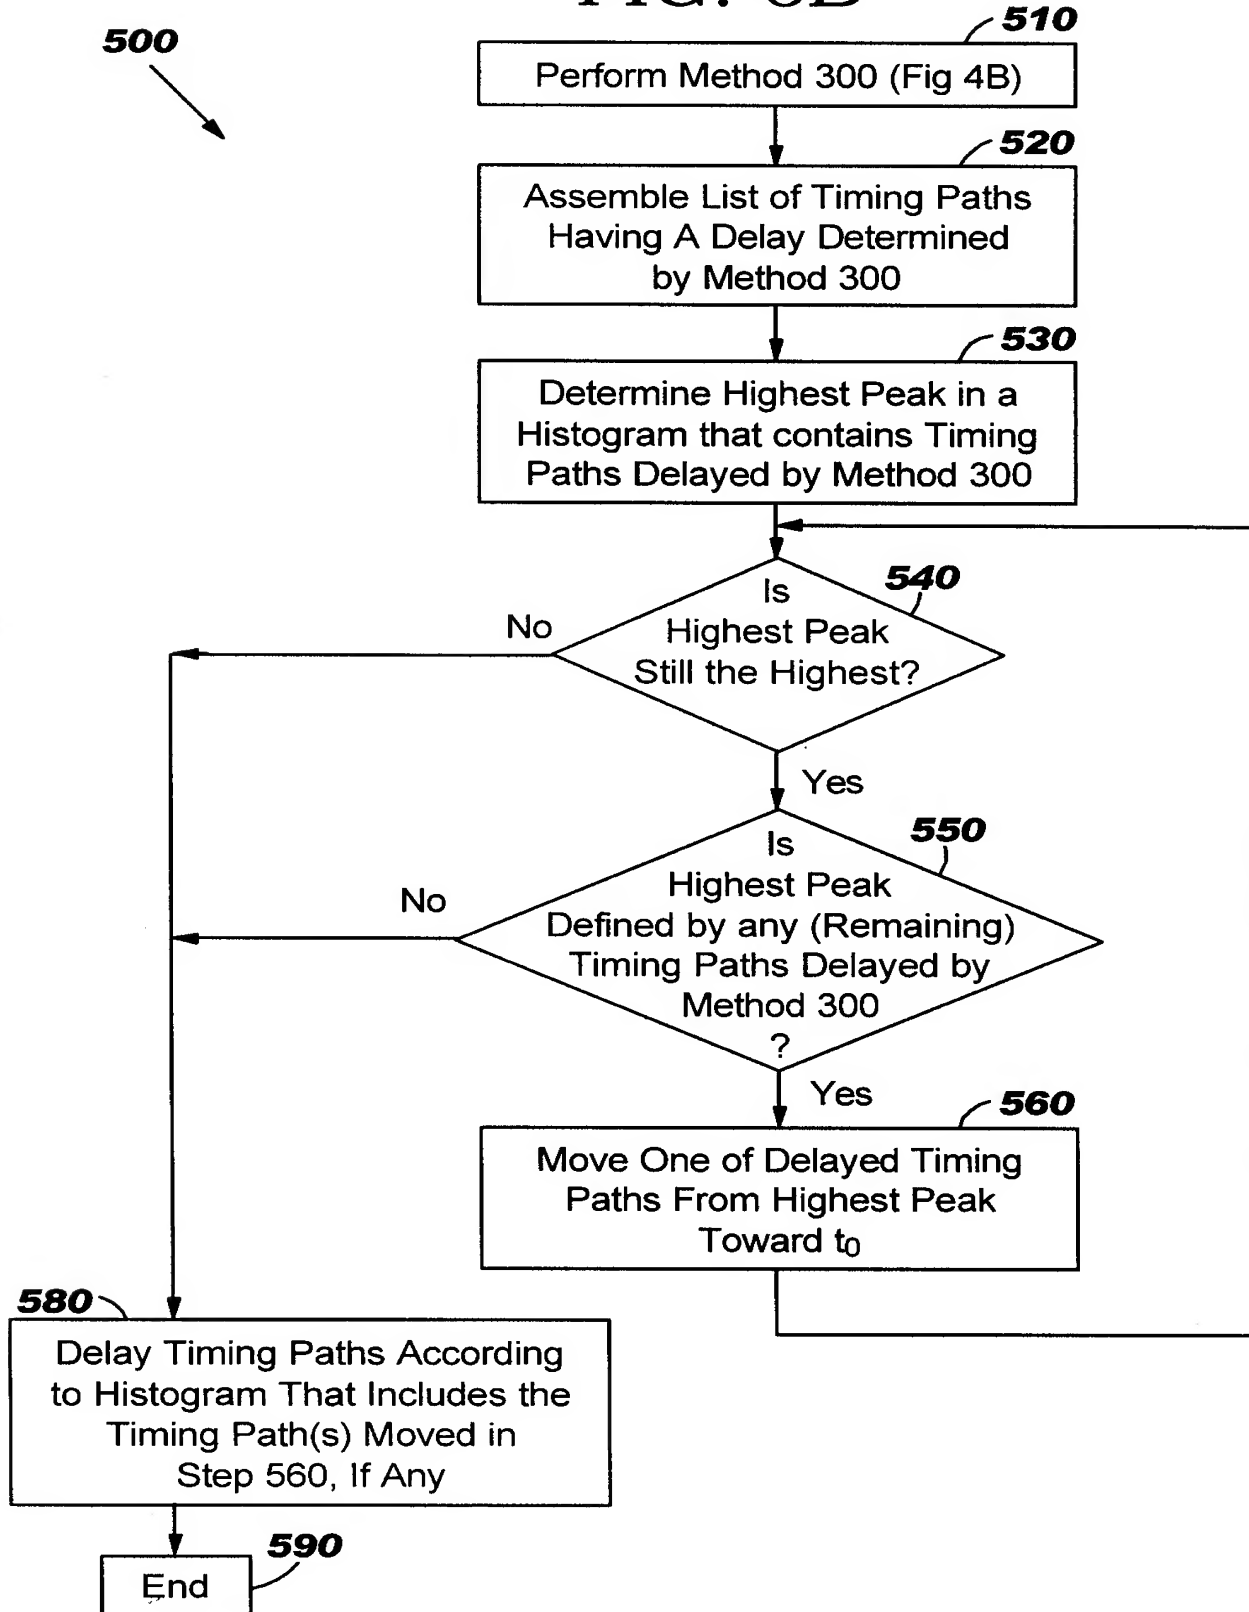 500
510
Perform Method 300 (Fig 4B)
520
Assemble List of Timing Paths
Having A Delay Determined
by Method 300
530
Determine Highest Peak in a
Histogram that contains Timing
Paths Delayed by Method 300
540
Is
Highest Peak
Still the Highest?
No
Yes
550
Is
Highest Peak
Defined by any (Remaining)
Timing Paths Delayed by
Method 300
?
No
Yes
560
Move One of Delayed Timing
Paths From Highest Peak
Toward t0
580
Delay Timing Paths According
to Histogram That Includes the
Timing Path(s) Moved in
Step 560, If Any
590
End